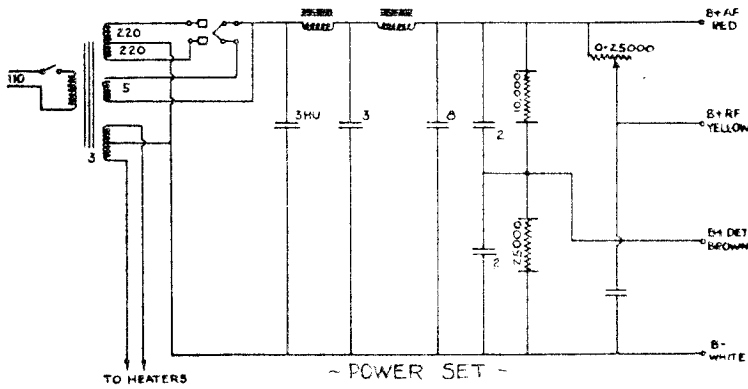 220
220
110
5
3
3HU
3
8
2
10,000
2
25000
0-25000
B+ AF
RED
B+ RF
YELLOW
B+ DET
BROWN
B-
WHITE
TO HEATERS
~ POWER SET ~